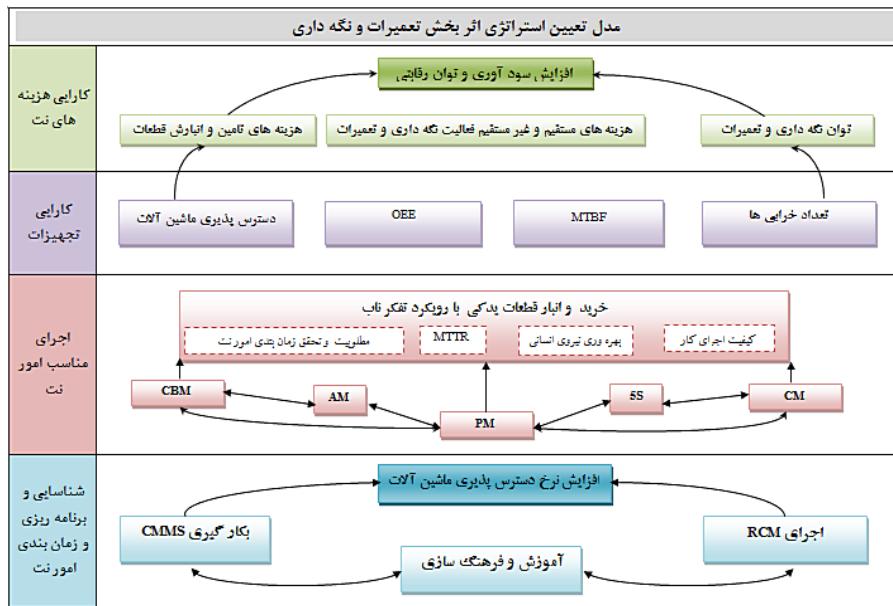 مدل تعیین استراتژی اثر بخش تعمیرات و نگه داری
کارایی هزینه
های نت
افزایش سود آوری و توان رقابتی
توان نگه داری و تعمیرات
هزینه های مستقیم و غیر مستقیم فعالیت نگه داری و تعمیرات
هزینه های تامین و انبارش قطعات
کارایی
تجهیزات
تعداد خرابی ها
MTBF
OEE
دسترس پذیری ماشین آلات
اجرای
مناسب امور
نت
خرید و انبار قطعات یدکی با رویکرد تفکر ناب
کیفیت اجرای کار
بهره وری نیروی انسانی
MTTR
مطلوبیت و تحقق زمان بندی امور نت
CM
5S
PM
AM
CBM
شناسایی و
برنامه ریزی
و زمان بندی
امور نت
افزایش نرخ دسترس پذیری ماشین آلات
اجرای RCM
آموزش و فرهنگ سازی
بکار گیری CMMS